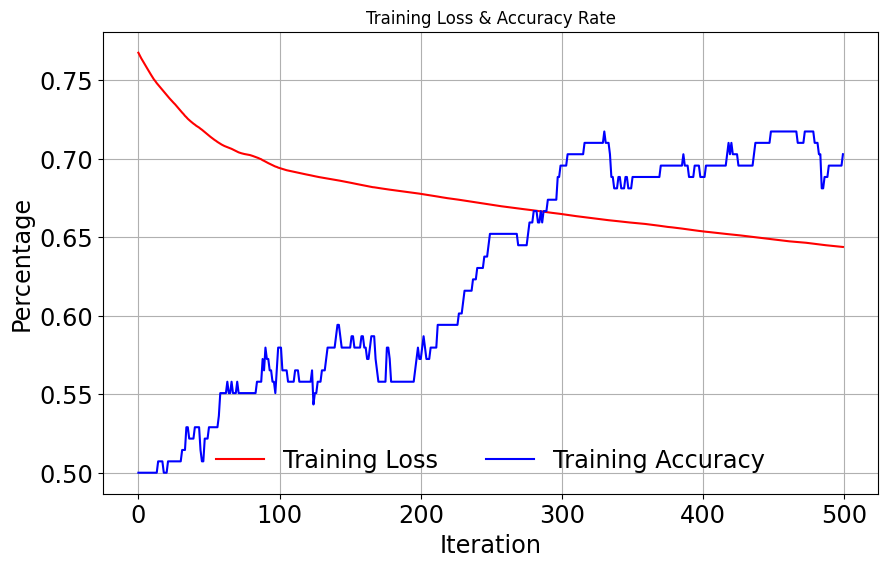 Training Loss & Accuracy Rate
Percentage
0.75
0.70
0.65
0.60
0.55
0.50
Training Loss
Training Accuracy
0 100 200 300 400 500
Iteration